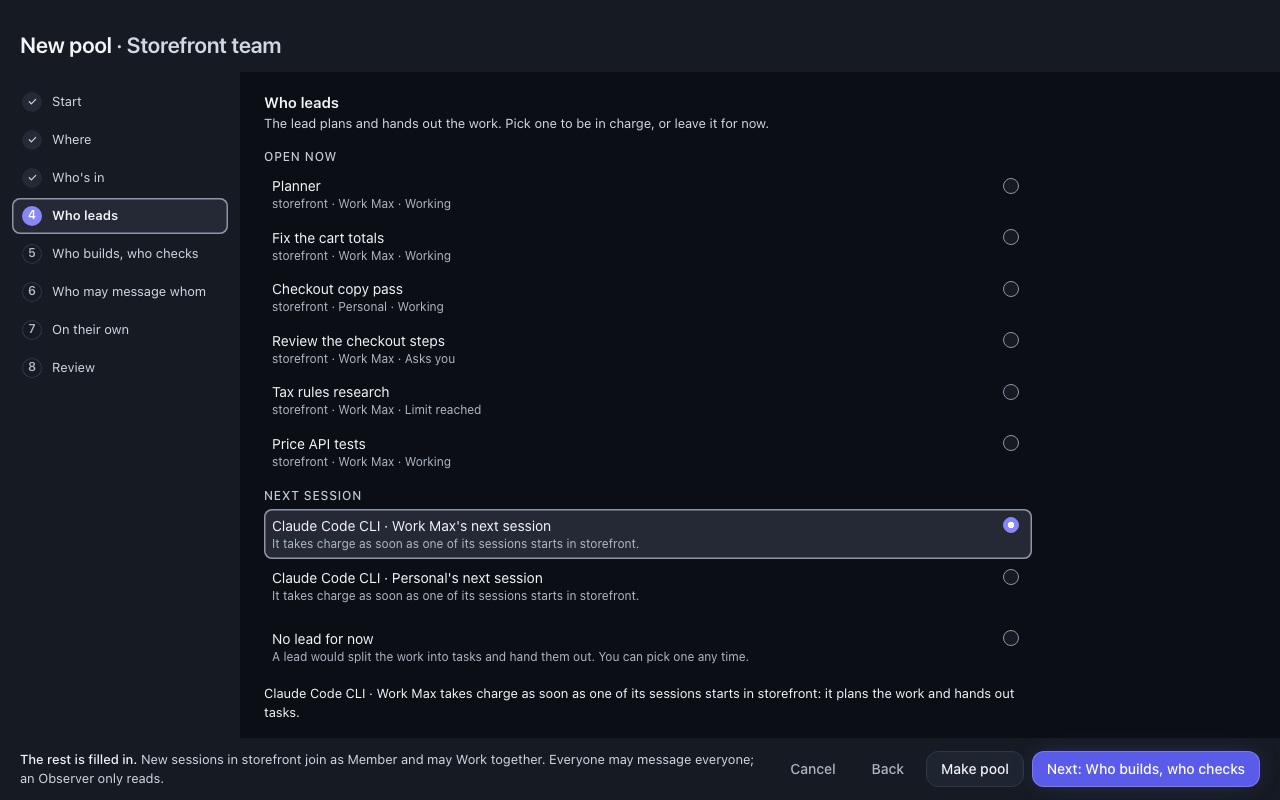 New pool · Storefront team
Start
Where
Who's in
4 Who leads
5 Who builds, who checks
6 Who may message whom
7 On their own
8 Review
Who leads
The lead plans and hands out the work. Pick one to be in charge, or leave it for now.
OPEN NOW
Planner
storefront · Work Max · Working
Fix the cart totals
storefront · Work Max · Working
Checkout copy pass
storefront · Personal · Working
Review the checkout steps
storefront · Work Max · Asks you
Tax rules research
storefront · Work Max · Limit reached
Price API tests
storefront · Work Max · Working
NEXT SESSION
Claude Code CLI · Work Max's next session
It takes charge as soon as one of its sessions starts in storefront.
Claude Code CLI · Personal's next session
It takes charge as soon as one of its sessions starts in storefront.
No lead for now
A lead would split the work into tasks and hand them out. You can pick one any time.
Claude Code CLI · Work Max takes charge as soon as one of its sessions starts in storefront: it plans the work and hands out
tasks.
The rest is filled in. New sessions in storefront join as Member and may Work together. Everyone may message everyone;
an Observer only reads.
Cancel
Back
Make pool
Next: Who builds, who checks